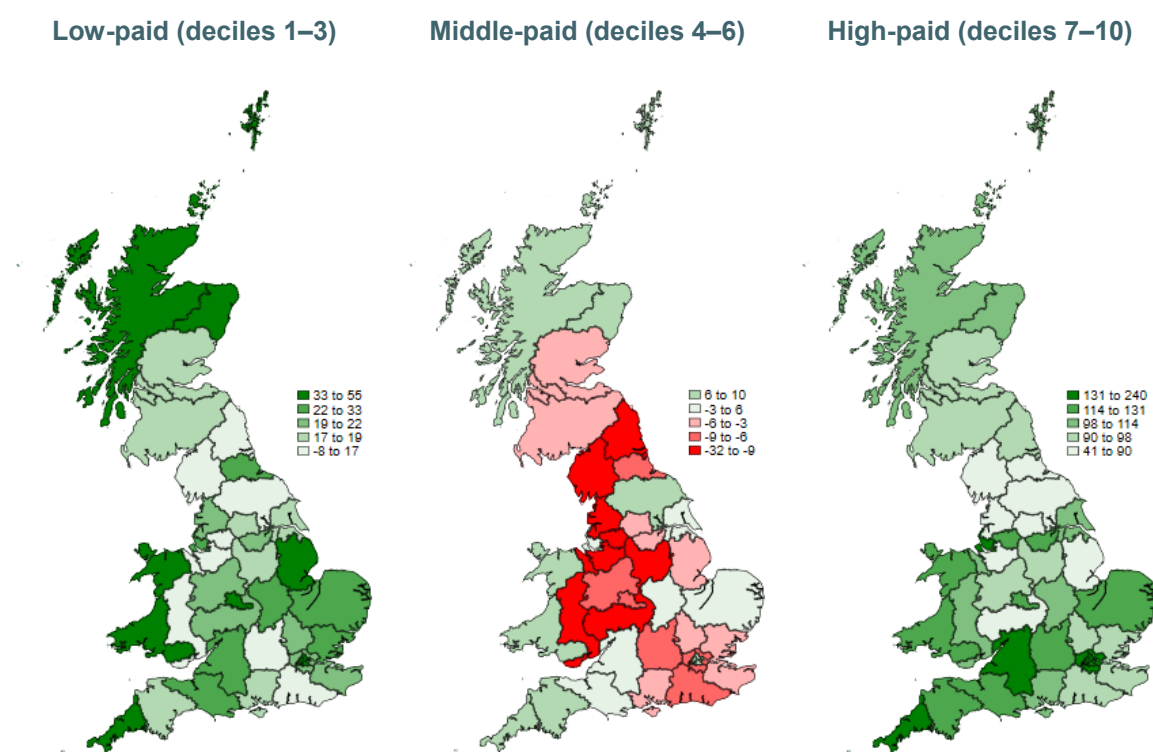 Low-paid (deciles 1–3)
Middle-paid (deciles 4–6)
High-paid (deciles 7–10)
33 to 55
22 to 33
19 to 22
17 to 19
-8 to 17
6 to 10
-3 to 6
-6 to -3
-9 to -6
-32 to -9
131 to 240
114 to 131
98 to 114
90 to 98
41 to 90